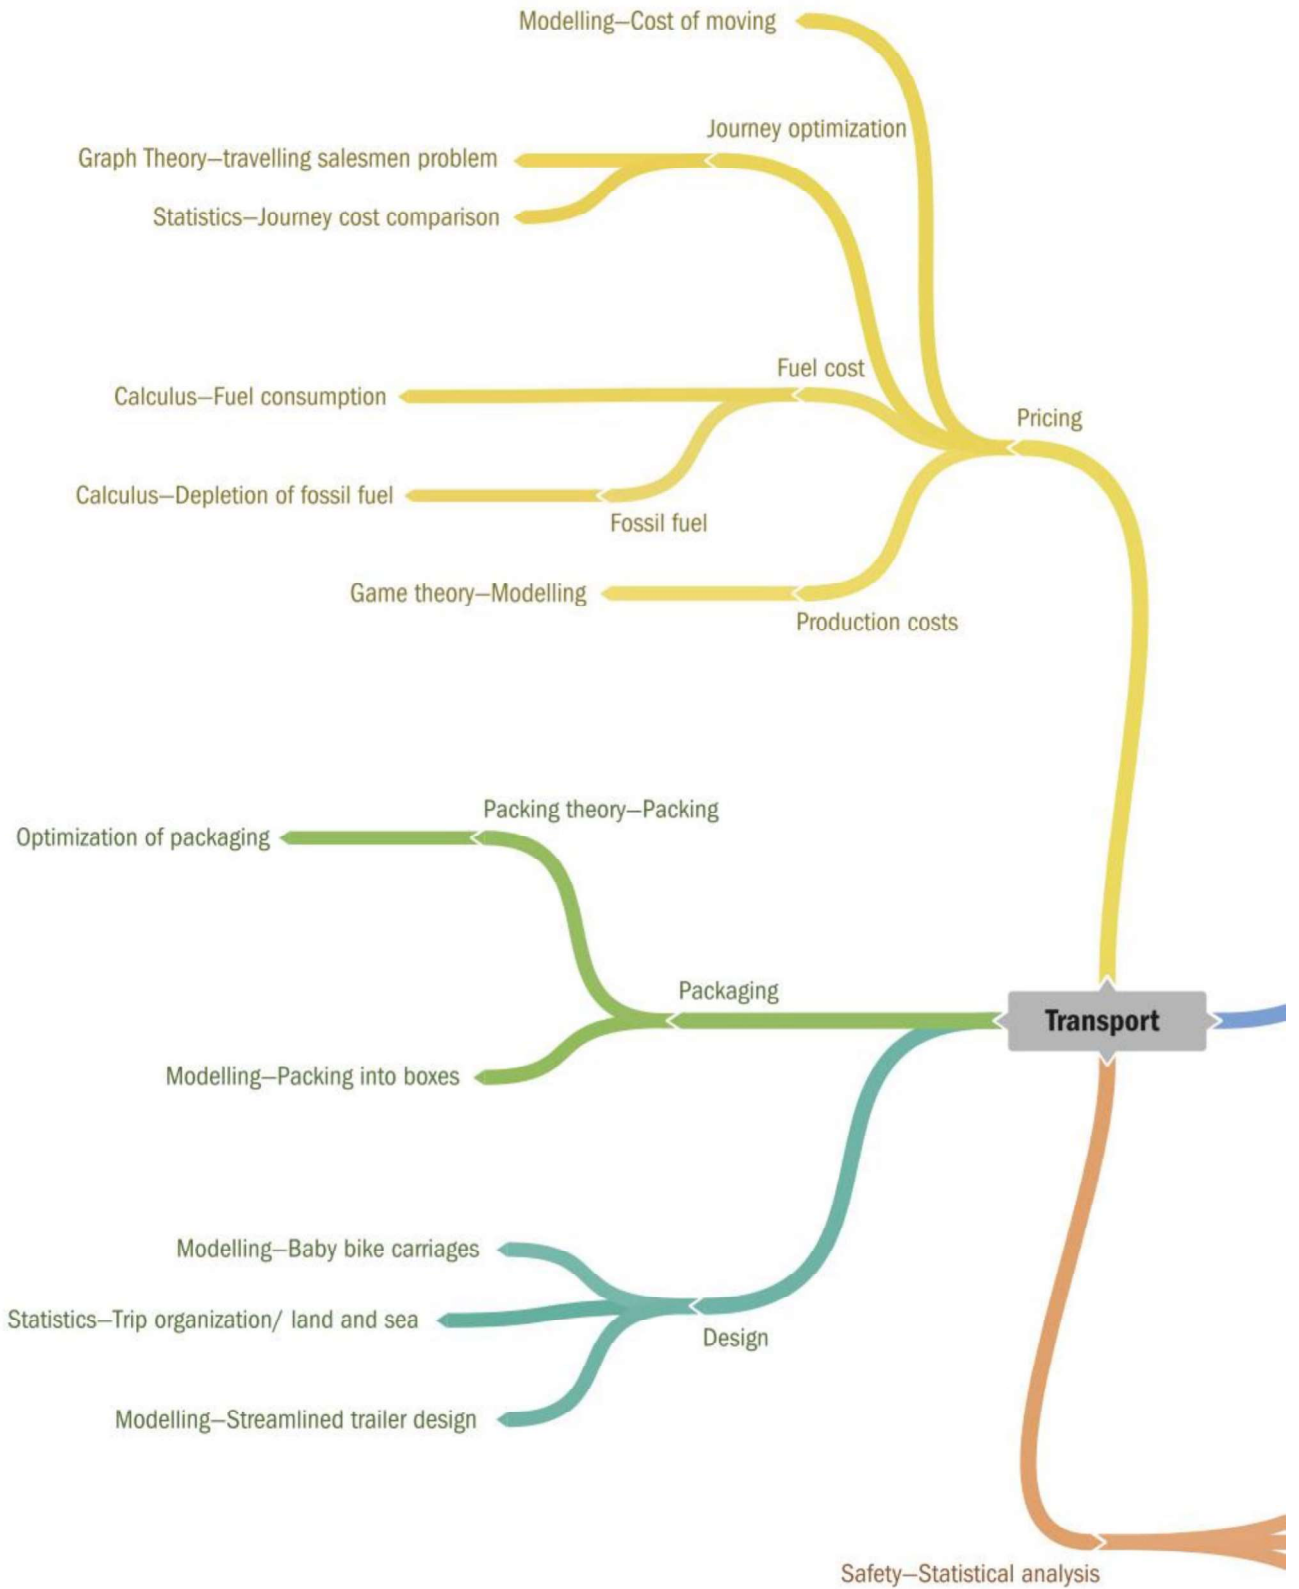 Modelling—Cost of moving
Journey optimization
Graph Theory—travelling salesmen problem
Statistics—Journey cost comparison
Fuel cost
Calculus—Fuel consumption
Pricing
Calculus—Depletion of fossil fuel
Fossil fuel
Game theory—Modelling
Production costs
Packing theory—Packing
Optimization of packaging
Packaging
Transport
Modelling—Packing into boxes
Modelling—Baby bike carriages
Statistics—Trip organization/ land and sea
Design
Modelling—Streamlined trailer design
Safety—Statistical analysis